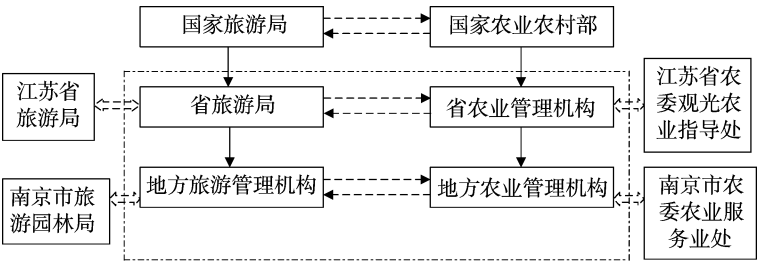 国家旅游局
国家农业农村部
江苏省
旅游局
省旅游局
省农业管理机构
江苏省农
委观光农
业指导处
南京市旅
游园林局
地方旅游管理机构
地方农业管理机构
南京市农
委农业服
务业处